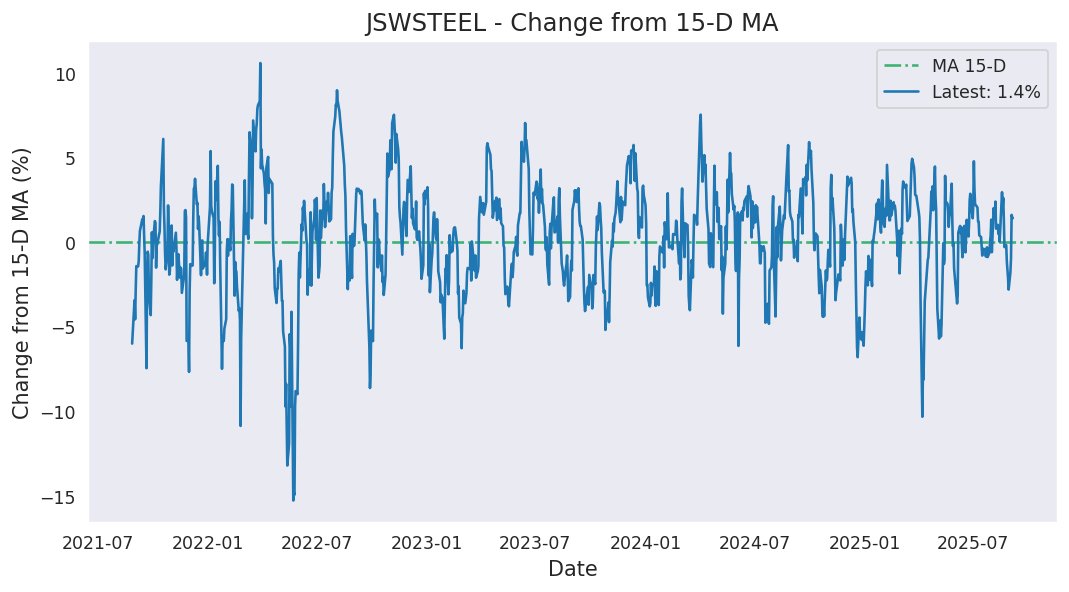 JSWSTEEL - Change from 15-D MA
MA 15-D
Latest: 1.4%
Change from 15-D MA (%)
10
5
0
−5
−10
−15
2021-07 2022-01 2022-07 2023-01 2023-07 2024-01 2024-07 2025-01 2025-07
Date